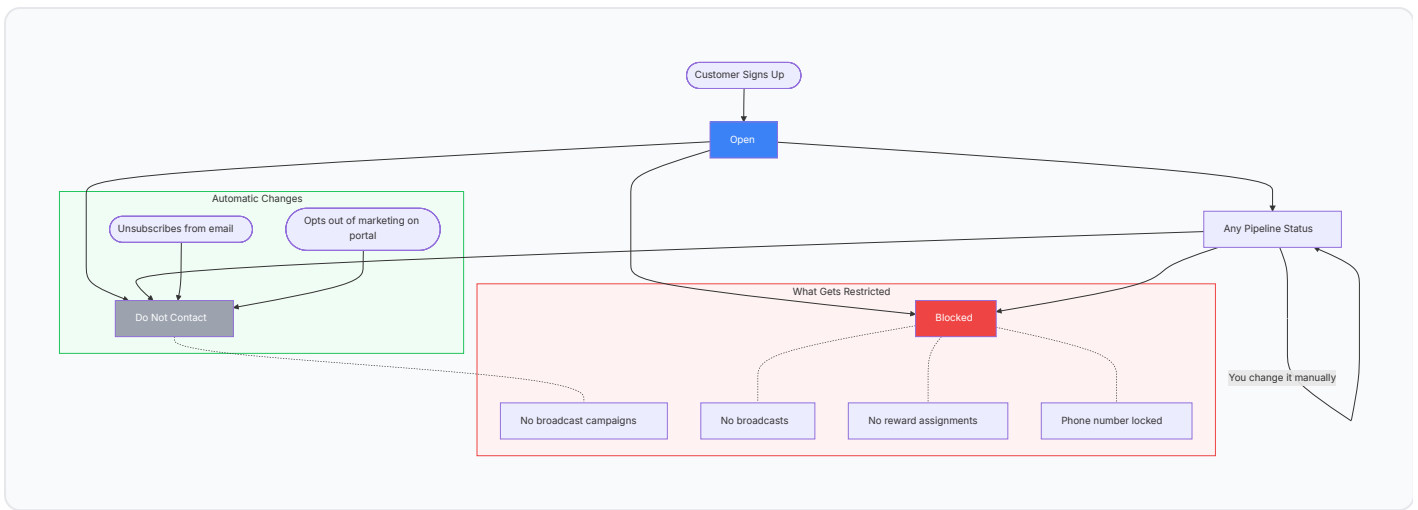 Customer Signs Up
Open
Automatic Changes
Unsubscribes from email
Opts out of marketing on
portal
Any Pipeline Status
Do Not Contact
What Gets Restricted
Blocked
You change it manually
No broadcast campaigns
No broadcasts
No reward assignments
Phone number locked